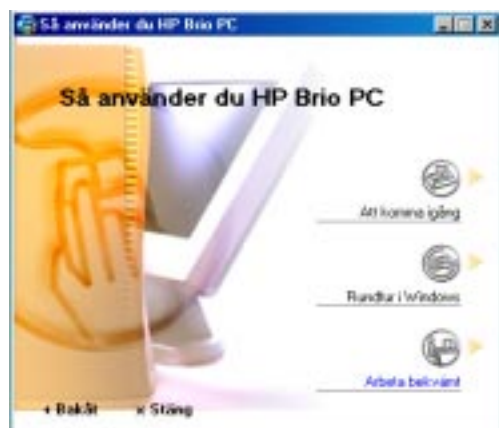 Så använder du HP Brio PC
Så använder du HP Brio PC
Att komma igång
Rundtur i Windows
Arbeta bekvämt
Bakåt
× Stäng